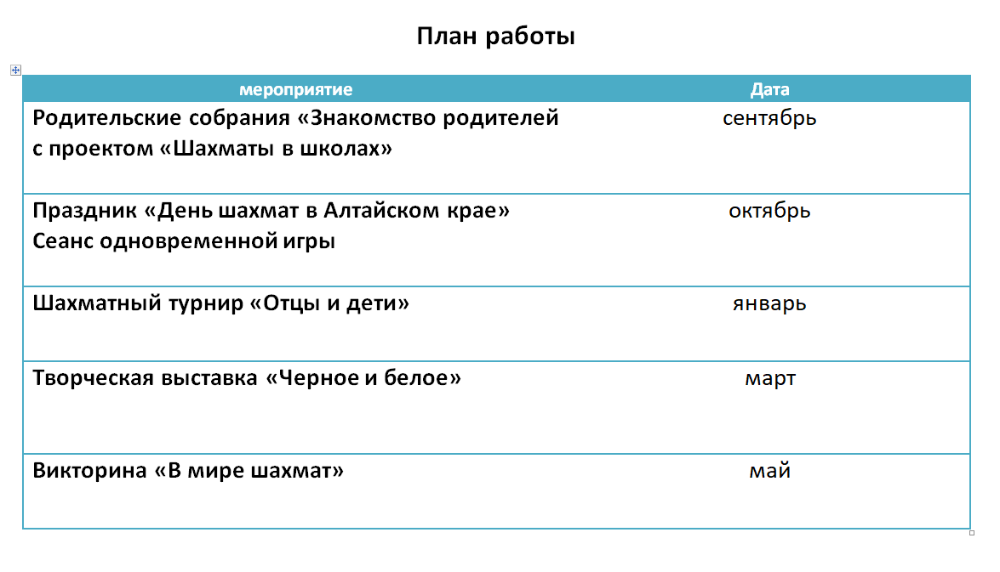 План работы
мероприятие Дата
Родительские собрания «Знакомство родителей сентябрь
с проектом «Шахматы в школах»
Праздник «День шахмат в Алтайском крае» октябрь
Сеанс одновременной игры
Шахматный турнир «Отцы и дети» январь
Творческая выставка «Черное и белое» март
Викторина «В мире шахмат» май